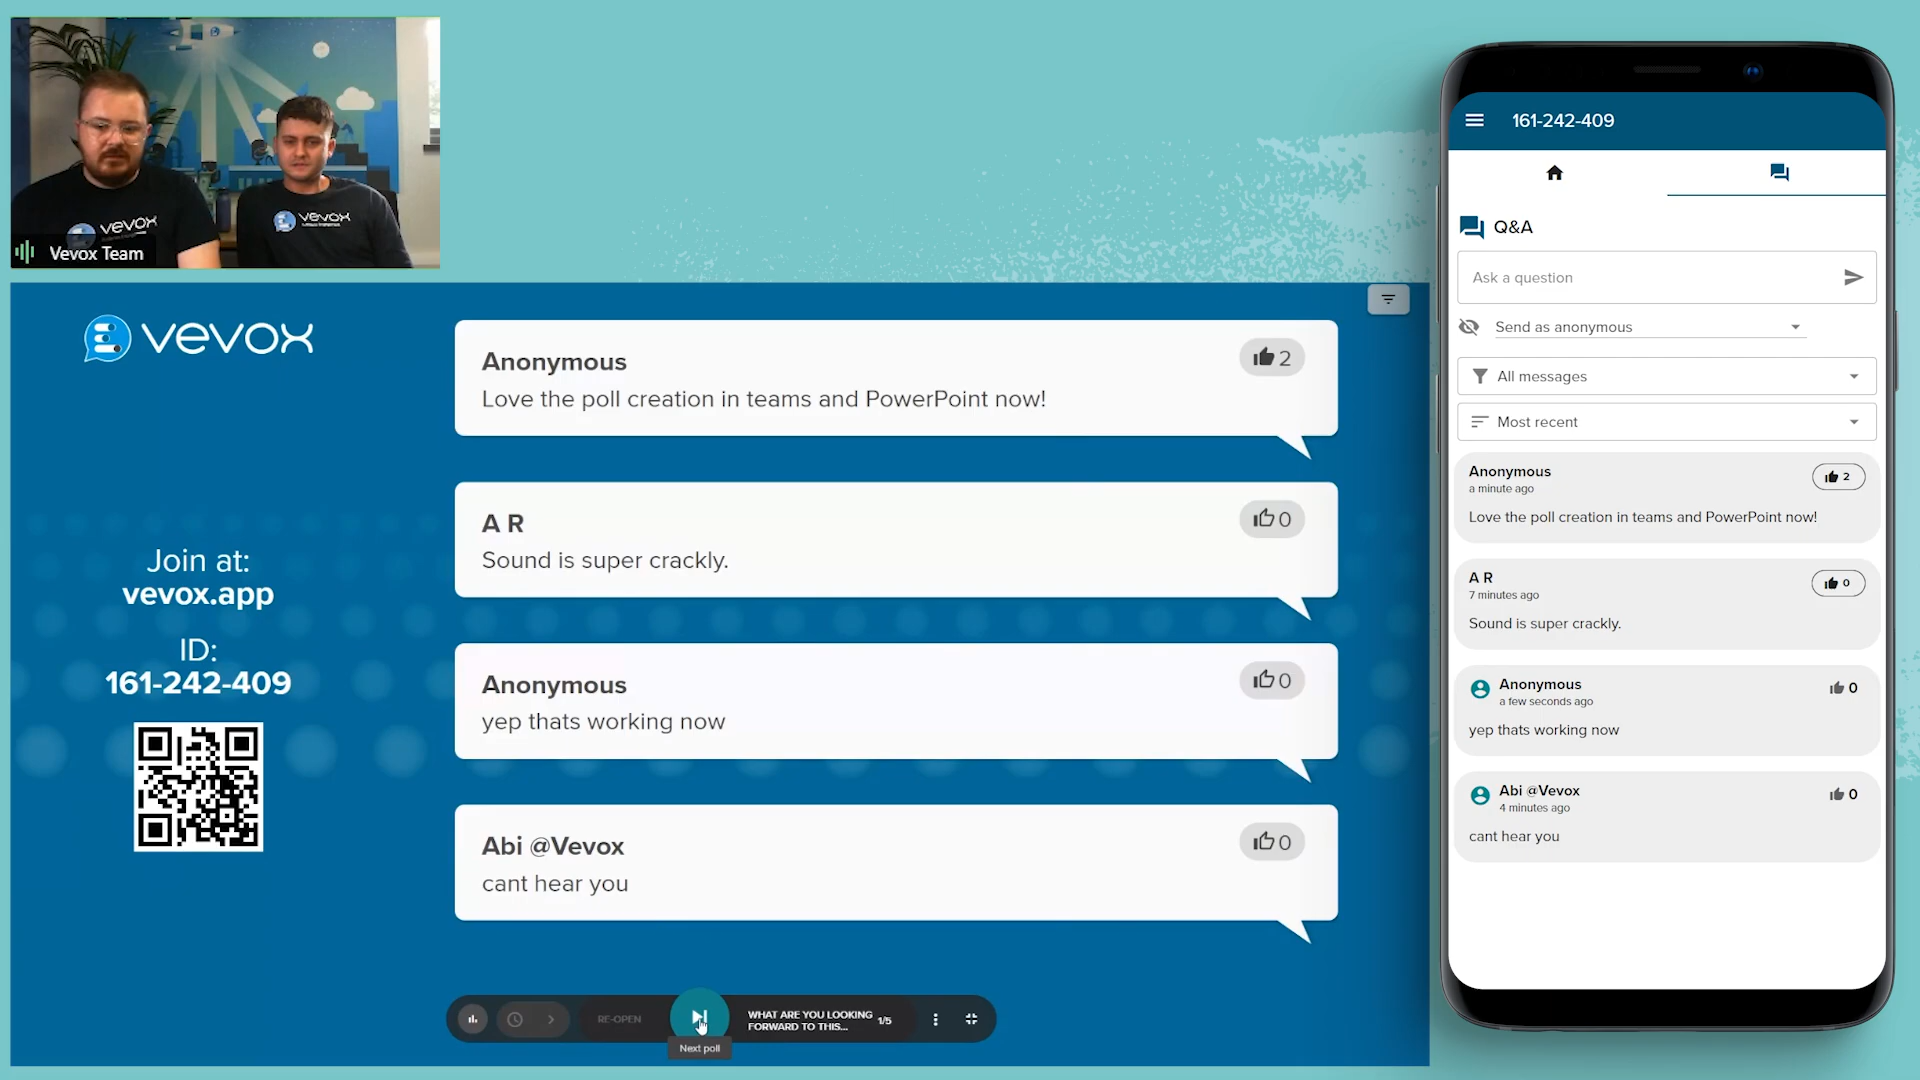 vevox
vevox
Vevox Team
vevox
Join at:
vevox.app
ID:
161-242-409
Anonymous
2
Love the poll creation in teams and PowerPoint now!
A R
0
Sound is super crackly.
Anonymous
0
yep thats working now
Abi @Vevox
0
cant hear you
RE-OPEN
WHAT ARE YOU LOOKING
FORWARD TO THIS...
1/5
Next poll
161-242-409
Q&A
Ask a question
Send as anonymous
All messages
Most recent
Anonymous
a minute ago
2
Love the poll creation in teams and PowerPoint now!
A R
7 minutes ago
0
Sound is super crackly.
Anonymous
a few seconds ago
0
yep thats working now
Abi @Vevox
4 minutes ago
0
cant hear you